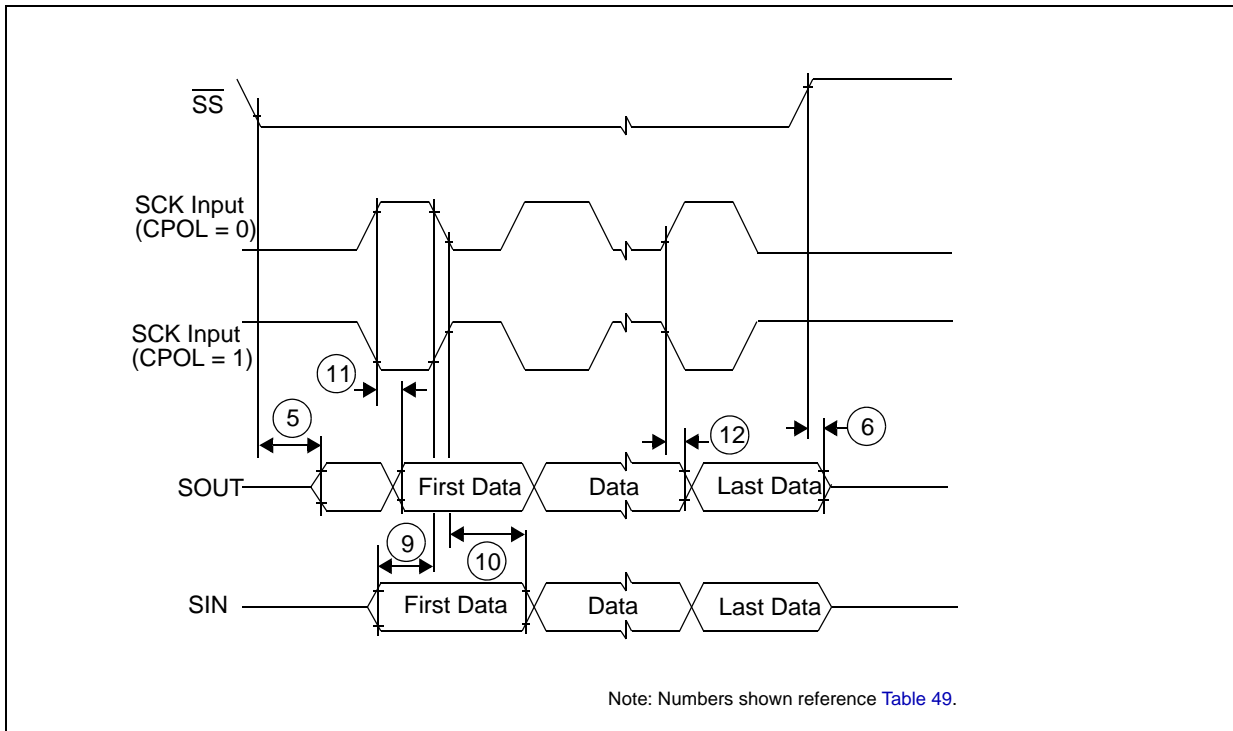 SS
SCK Input
(CPOL = 0)
SCK Input
(CPOL = 1)
11
5
12
6
SOUT
First Data
Data
Last Data
9
10
SIN
First Data
Data
Last Data
Note: Numbers shown reference Table 49.